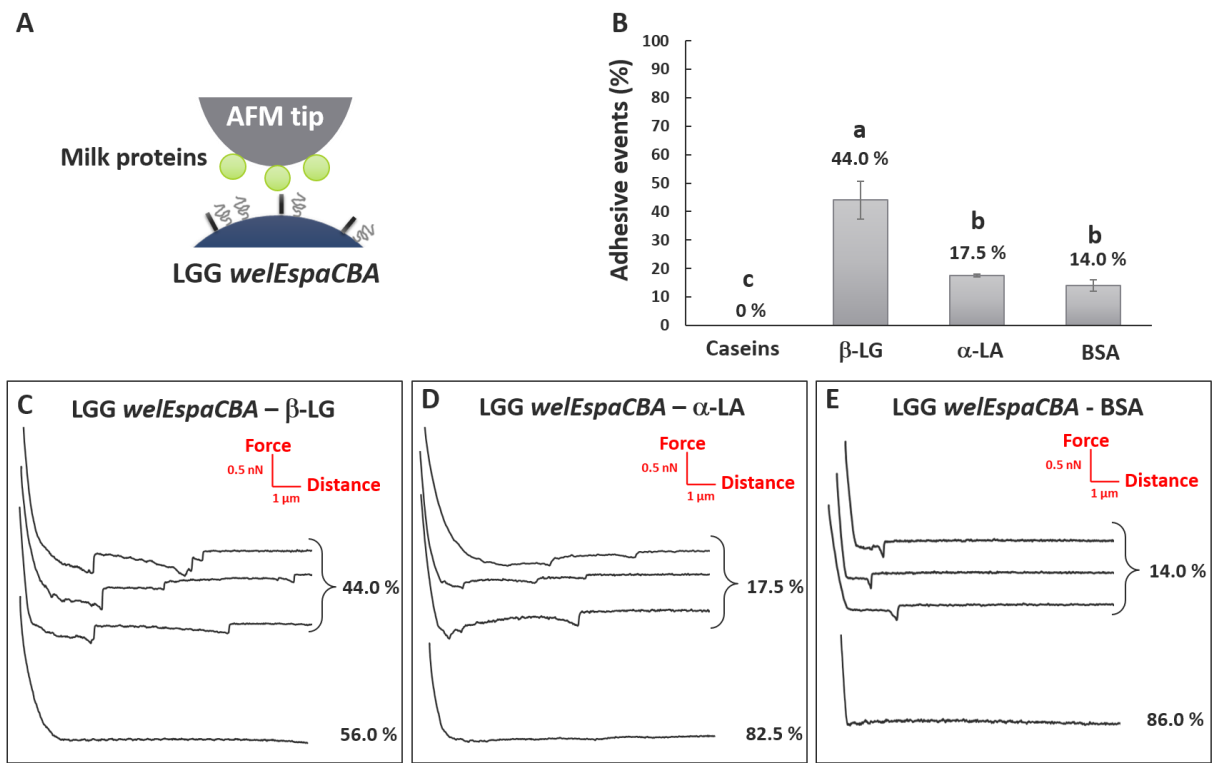 A
AFM tip
Milk proteins
LGG welEspaCBA
B
Adhesive events (%)
100
90
80
70
60
50
40
30
20
10
0
c
0 %
a
44.0 %
b
17.5 %
b
14.0 %
Caseins
β-LG
α-LA
BSA
C
LGG welEspaCBA – β-LG
Force
0.5 nN
Distance
1 μm
44.0 %
56.0 %
D
LGG welEspaCBA – α-LA
Force
0.5 nN
Distance
1 μm
17.5 %
82.5 %
E
LGG welEspaCBA - BSA
Force
0.5 nN
Distance
1 μm
14.0 %
86.0 %